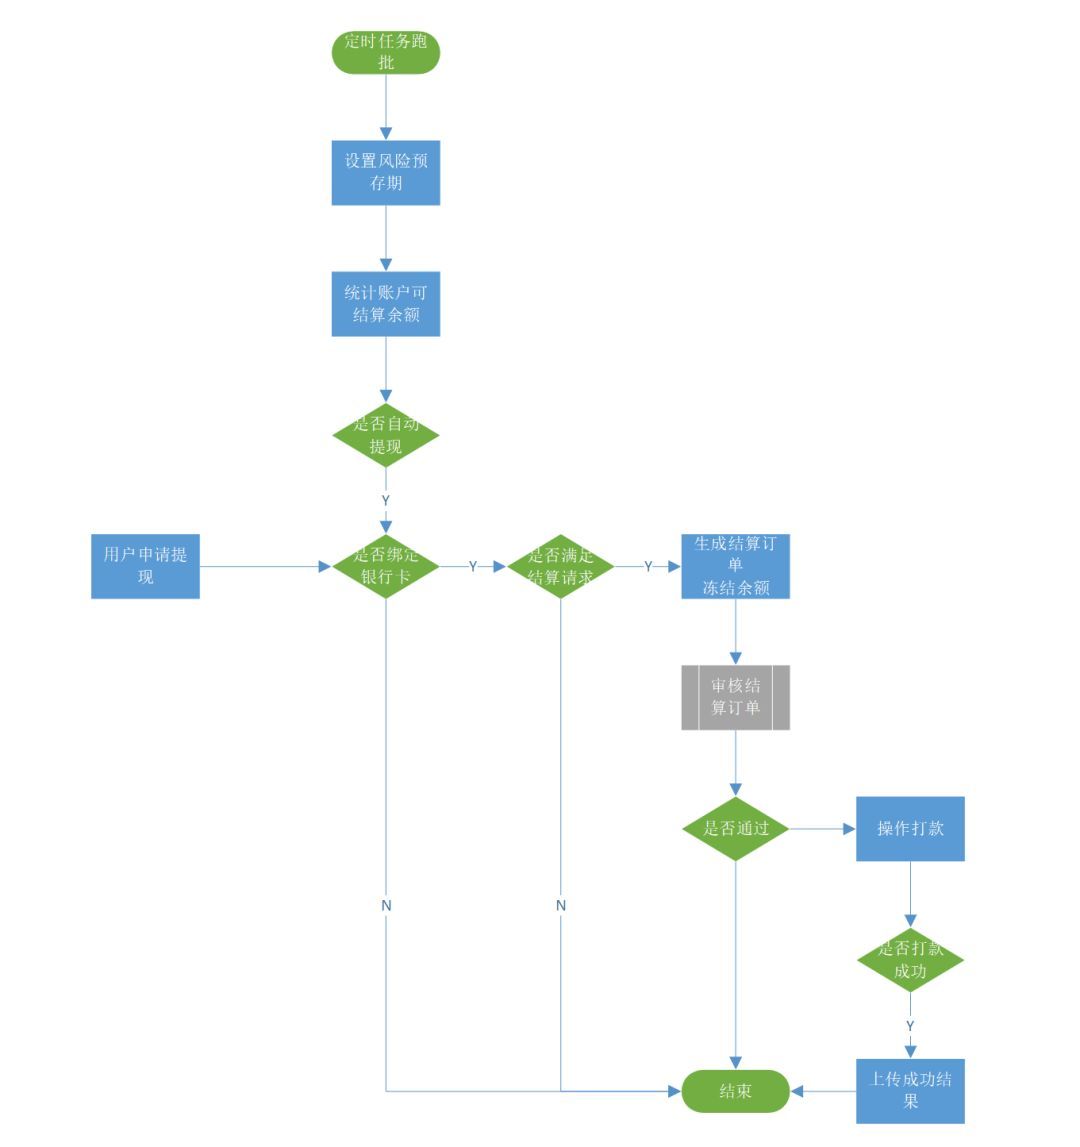 定时任务跑
批
设置风险预
存期
统计账户可
结算余额
是否自动
提现
Y
用户申请提
现
是否绑定
银行卡
Y
是否满足
结算请求
Y
生成结算订
单
冻结余额
审核结
算订单
是否通过
操作打款
N
N
是否打款
成功
Y
上传成功结
果
结束